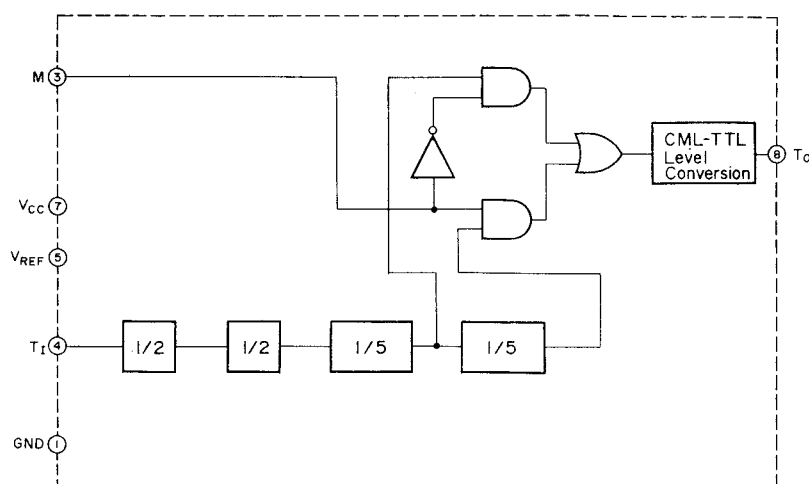 M 3
CML-TTL
Level
Conversion
8 To
VCC 7
VREF 5
TI 4
1/2
1/2
1/5
1/5
GND 1